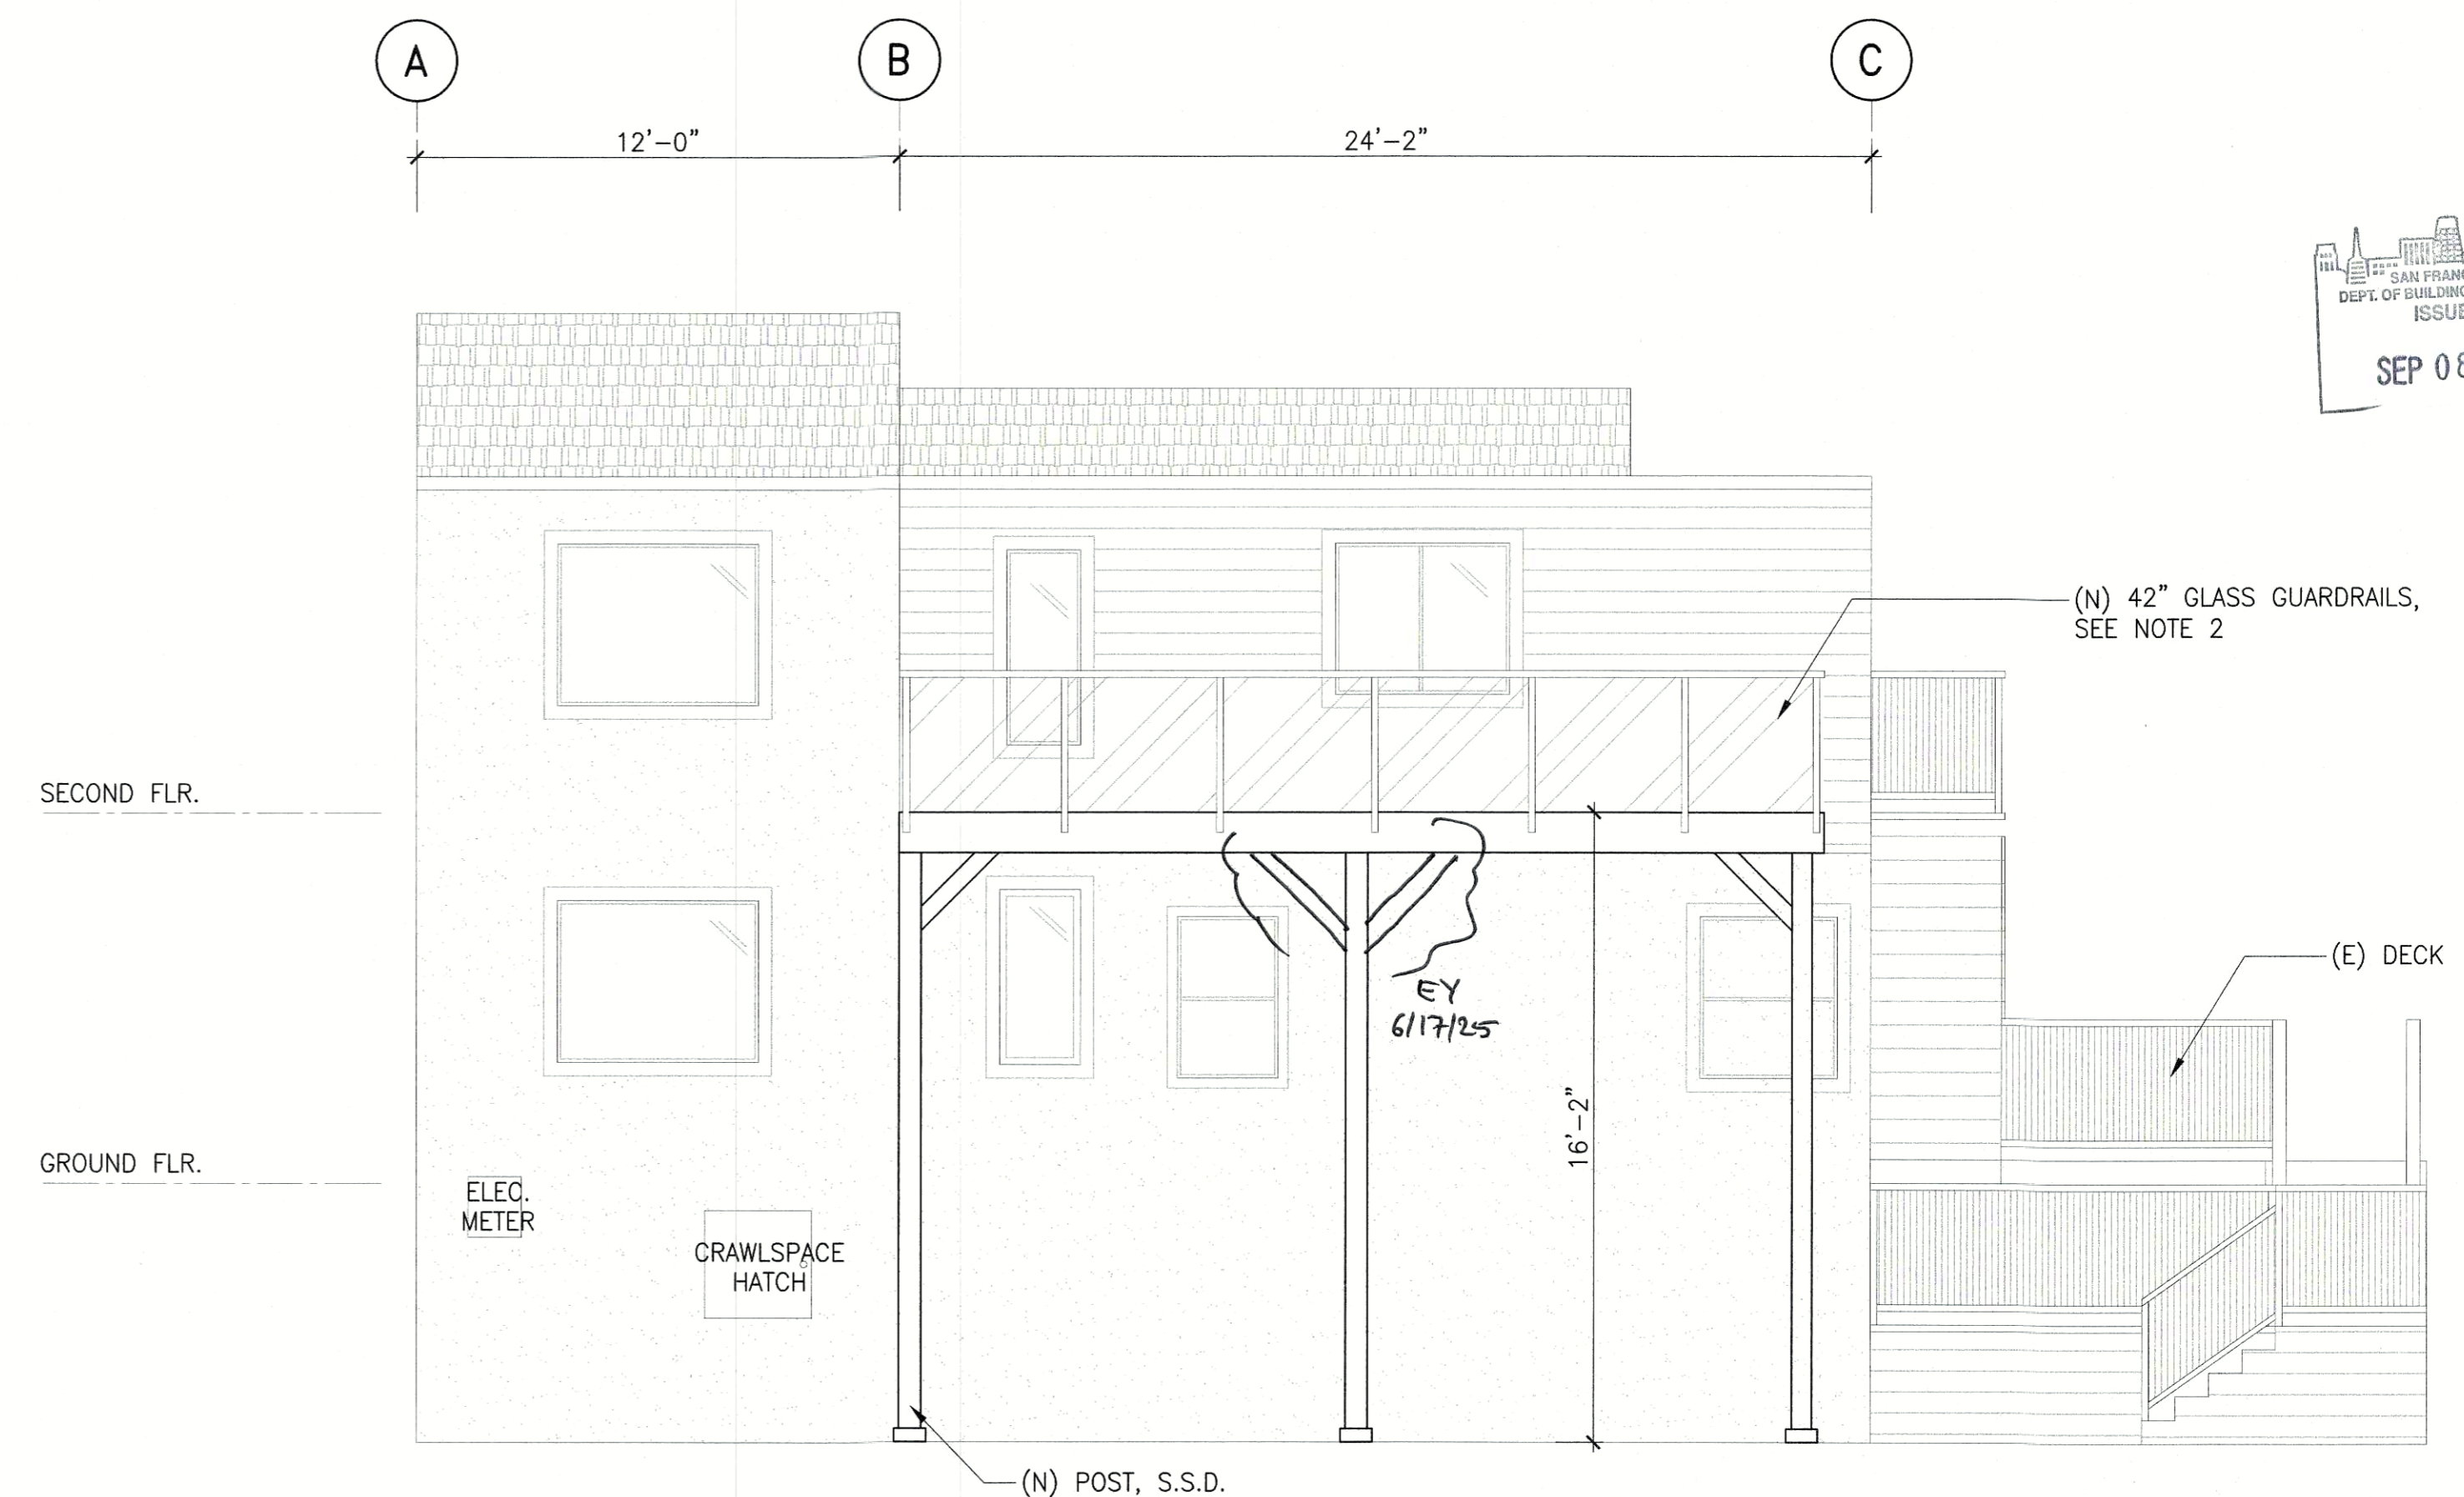 A
B
C
12'-0"
24'-2"
SAN FRAN
DEPT. OF BUILDING
ISSUE
SEP 08
(N) 42" GLASS GUARDRAILS,
SEE NOTE 2
SECOND FLR.
(E) DECK
EY
6/17/25
16'-2"
GROUND FLR.
ELEC.
METER
CRAWLSPACE
HATCH
(N) POST, S.S.D.